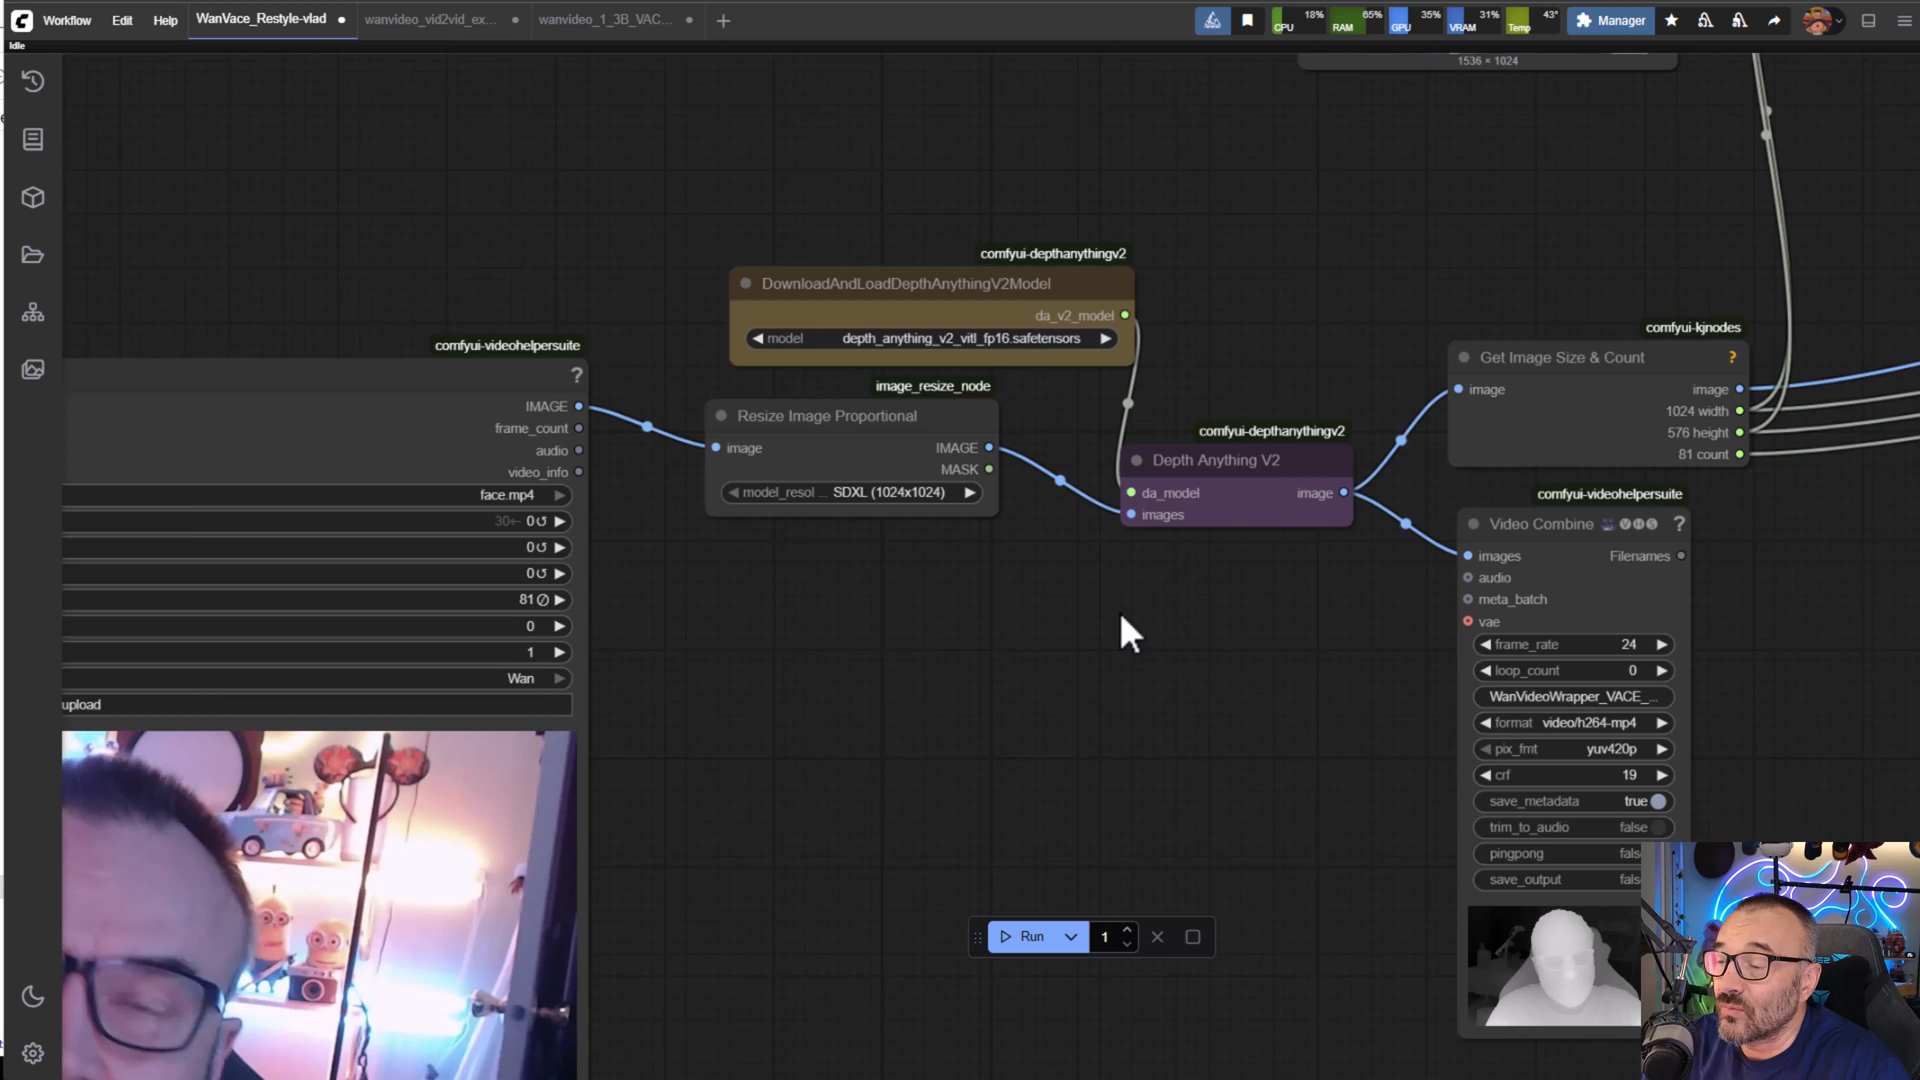 Workflow Edit Help WanVace_Restyle-vlad wanvideo_vid2vid_ex... wanvideo_1_3B_VAC...
CPU 18% RAM 65% GPU 35% VRAM 31% Temp 43° Manager
Idle
1536 × 1024
comfyui-depthanythingv2
DownloadAndLoadDepthAnythingV2Model
da_v2_model
model depth_anything_v2_vitl_fp16.safetensors
comfyui-videohelpersuite
?
IMAGE
frame_count
audio
video_info
face.mp4
30← 0
0
0
81
0
1
Wan
upload
image_resize_node
Resize Image Proportional
image IMAGE
MASK
model_resol ... SDXL (1024x1024)
comfyui-depthanythingv2
Depth Anything V2
da_model image
images
comfyui-kjnodes
Get Image Size & Count ?
image image
1024 width
576 height
81 count
comfyui-videohelpersuite
Video Combine VHS ?
images Filenames
audio
meta_batch
vae
frame_rate 24
loop_count 0
WanVideoWrapper_VACE_...
format video/h264-mp4
pix_fmt yuv420p
crf 19
save_metadata true
trim_to_audio false
pingpong fals
save_output fals
Run 1